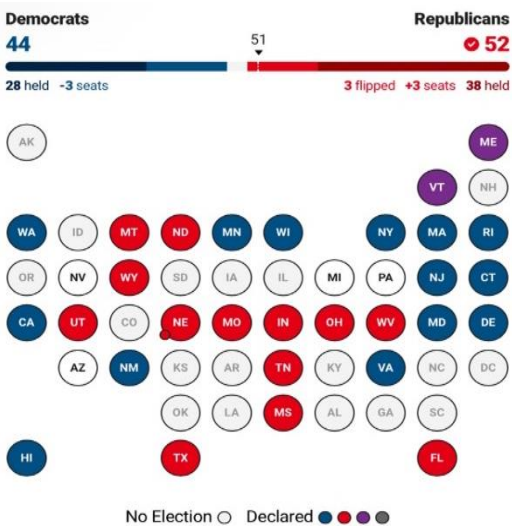 Democrats Republicans
44 51 52
28 held -3 seats 3 flipped +3 seats 38 held
AK ME
VT NH
WA ID MT ND MN WI NY MA RI
OR NV WY SD IA IL MI PA NJ CT
CA UT CO NE MO IN OH WV MD DE
AZ NM KS AR TN KY VA NC DC
OK LA MS AL GA SC
HI TX FL
No Election Declared